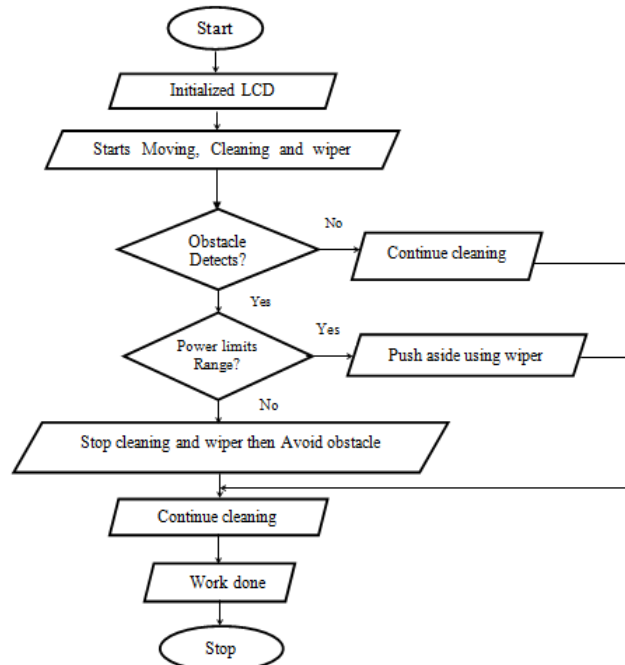 Start
Initialized LCD
Starts Moving, Cleaning and wiper
Obstacle
Detects?
No
Continue cleaning
Yes
Power limits
Range?
Yes
Push aside using wiper
No
Stop cleaning and wiper then Avoid obstacle
Continue cleaning
Work done
Stop